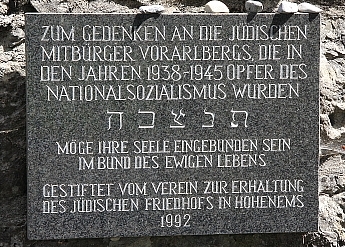 ZUM GEDENKEN AN DIE JÜDISCHEN
MITBÜRGER VORARLBERGS, DIE IN
DEN JAHREN 1938-1945 OPFER DES
NATIONALSOZIALISMUS WURDEN
ת נ צ ב ה
MÖGE IHRE SEELE EINGEBUNDEN SEIN
IM BUND DES EWIGEN LEBENS
GESTIFTET VOM VEREIN ZUR ERHALTUNG
DES JÜDISCHEN FRIEDHOFS IN HOHENEMS
1992